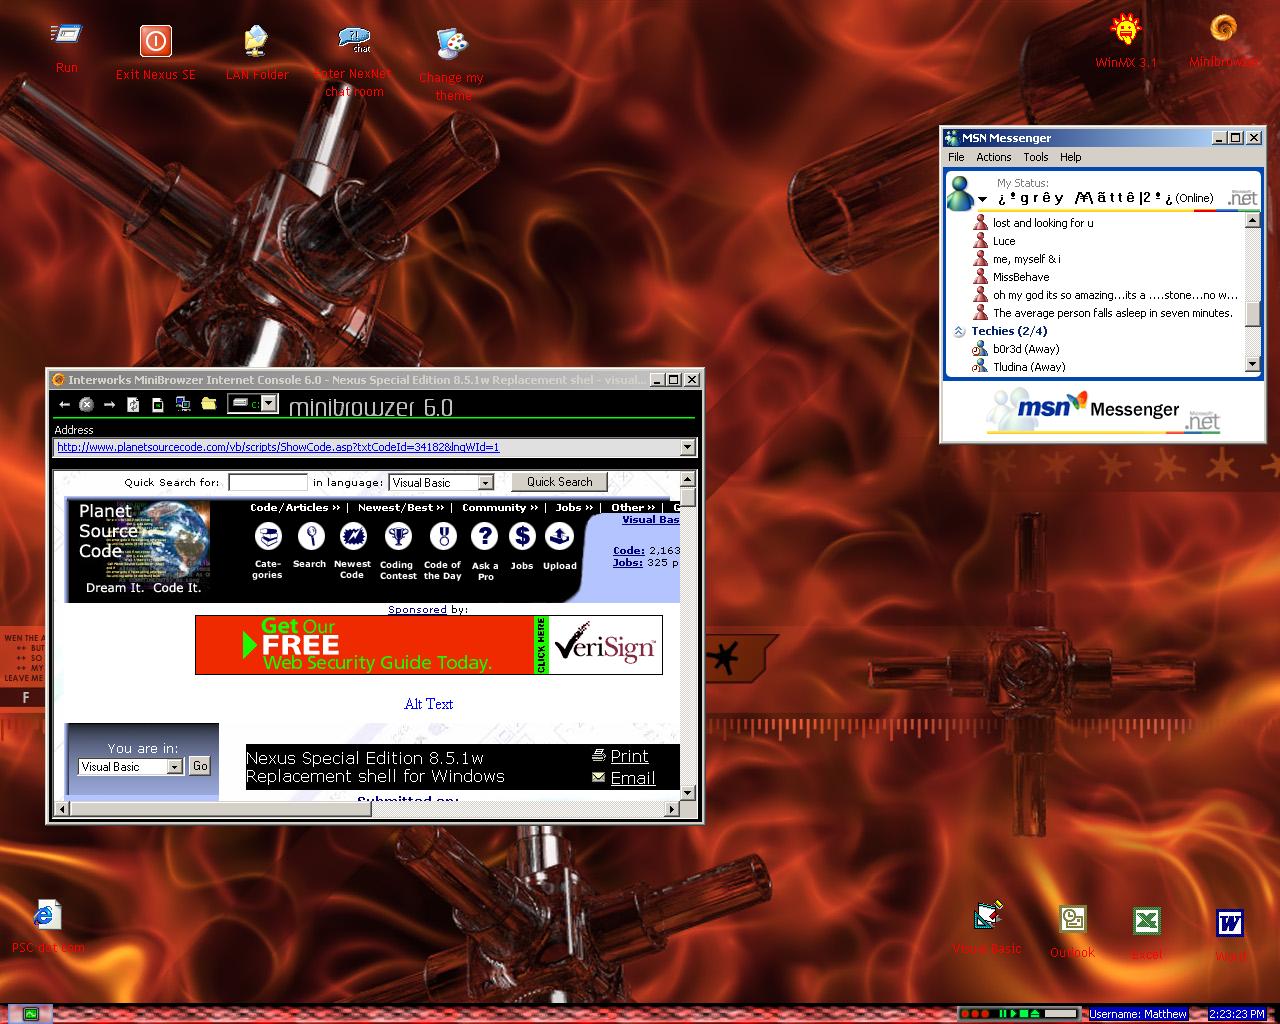 Run
Exit Nexus SE
LAN Folder
Enter NexNet
chat room
Change my
theme
WinMX 3.1
Minibrowzer
MSN Messenger
File Actions Tools Help
My Status:
¿ º g r ê y /¥\ ã t t ê |2 º ¿ (Online)
Microsoft
.net
lost and looking for u
Luce
me, myself & i
MissBehave
oh my god its so amazing...its a ....stone...no w...
The average person falls asleep in seven minutes.
Techies (2/4)
b0r3d (Away)
Tludina (Away)
msn Messenger
Microsoft
.net
Interworks MiniBrowzer Internet Console 6.0 - Nexus Special Edition 8.5.1w Replacement shel - visual...
c:
minibrowzer 6.0
Address
http://www.planetsourcecode.com/vb/scripts/ShowCode.asp?txtCodeId=34182&lngWId=1
Quick Search for: in language: Visual Basic Quick Search
Planet
Source
Code
Dream It. Code It.
Code/Articles » | Newest/Best » | Community » | Jobs » | Other » | G
Cate-
gories
Search
Newest
Code
Coding
Contest
Code of
the Day
Ask a
Pro
Jobs
Upload
Visual Bas
Code: 2,163
Jobs: 325 p
Sponsored by:
Get Our
FREE
Web Security Guide Today.
CLICK HERE
VeriSign™
Alt Text
You are in:
Visual Basic Go
Nexus Special Edition 8.5.1w
Replacement shell for Windows
Print
Email
Submitted on:
WEN THE A
++ BUT
++ SO
++ MY
LEAVE ME
F
PSC dot com
Visual Basic
Outlook
Excel
Word
Username: Matthew
2:23:23 PM